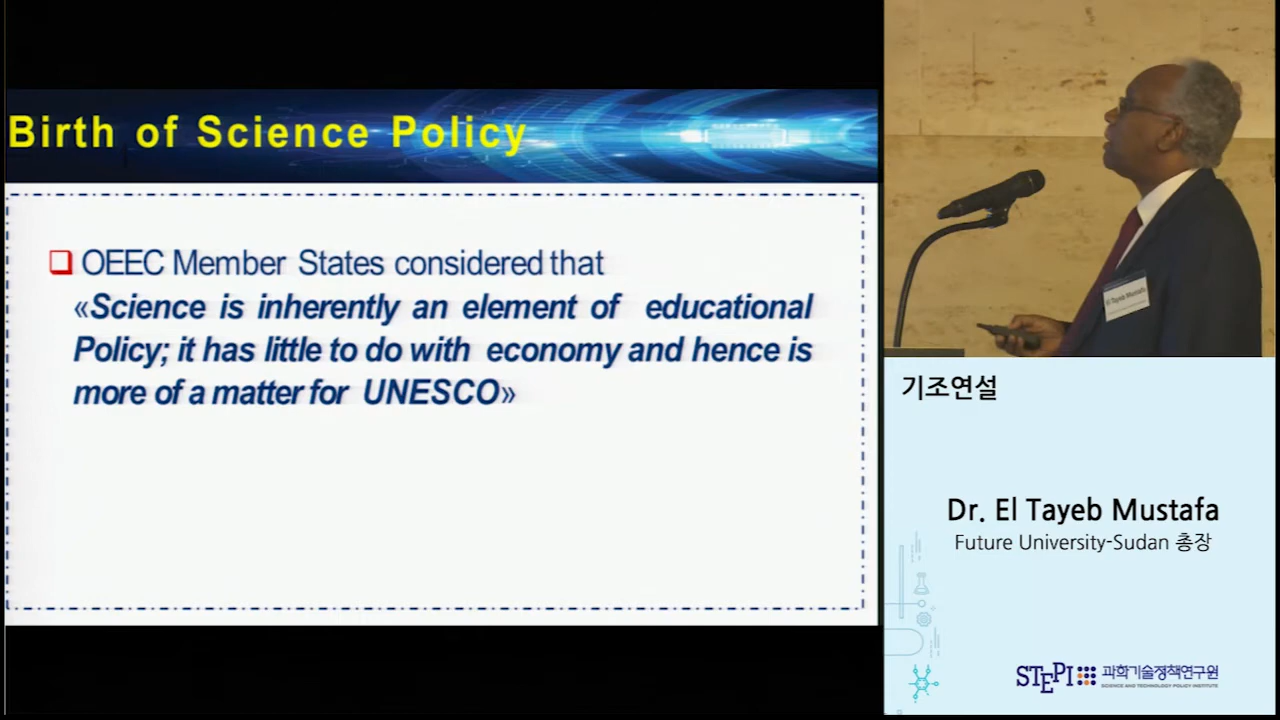 Birth of Science Policy
❑ OEEC Member States considered that
«Science is inherently an element of educational
Policy; it has little to do with economy and hence is
more of a matter for UNESCO»
El Tayeb Mustafa
기조연설
Dr. El Tayeb Mustafa
Future University-Sudan 총장
STEPI 과학기술정책연구원
SCIENCE AND TECHNOLOGY POLICY INSTITUTE